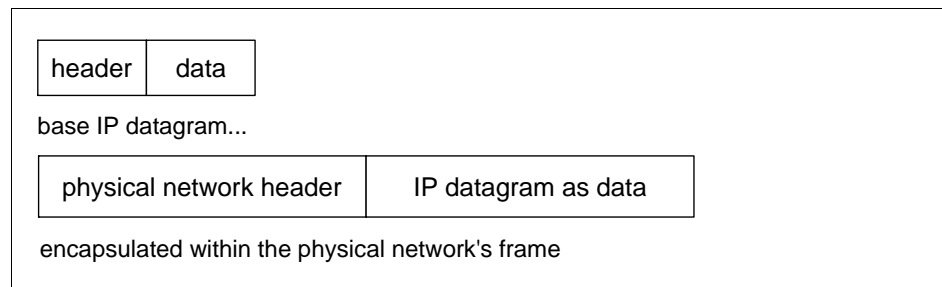 header data
base IP datagram...
physical network header IP datagram as data
encapsulated within the physical network's frame